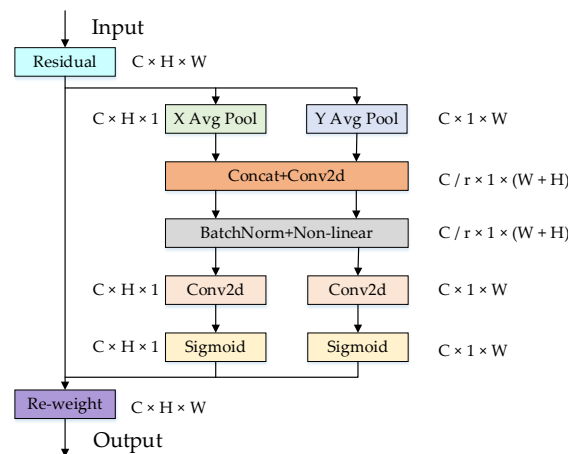 Input
Residual C × H × W
C × H × 1 X Avg Pool Y Avg Pool C × 1 × W
Concat+Conv2d C / r × 1 × (W + H)
BatchNorm+Non-linear C / r × 1 × (W + H)
C × H × 1 Conv2d Conv2d C × 1 × W
C × H × 1 Sigmoid Sigmoid C × 1 × W
Re-weight C × H × W
Output